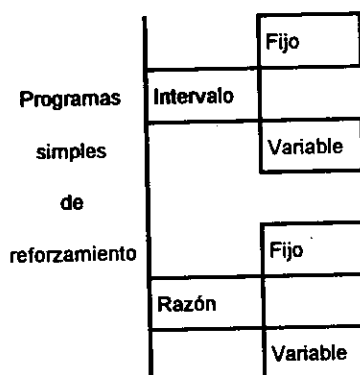 Programas
simples
de
reforzamiento
Intervalo
Fijo
Variable
Razón
Fijo
Variable